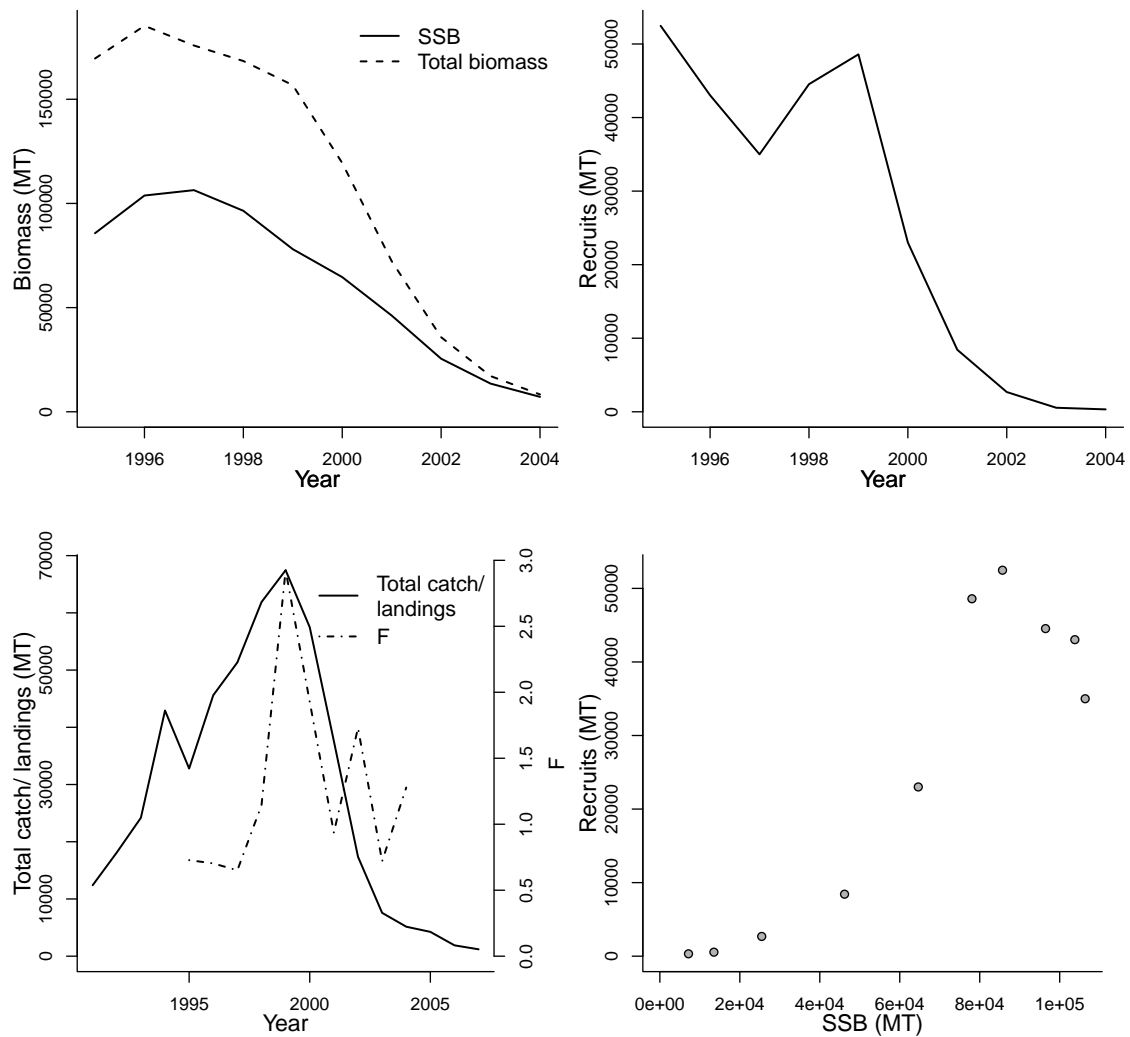 SSB
Total biomass
Biomass (MT)
150000
100000
50000
0
1996 1998 2000 2002 2004
Year
Recruits (MT)
50000
40000
30000
20000
10000
0
1996 1998 2000 2002 2004
Year
Total catch/ landings (MT)
70000
50000
30000
10000
0
Total catch/
landings
F
3.0
2.5
2.0
1.5
1.0
0.5
0.0
F
1995 2000 2005
Year
Recruits (MT)
50000
40000
30000
20000
10000
0
0e+00 2e+04 4e+04 6e+04 8e+04 1e+05
SSB (MT)